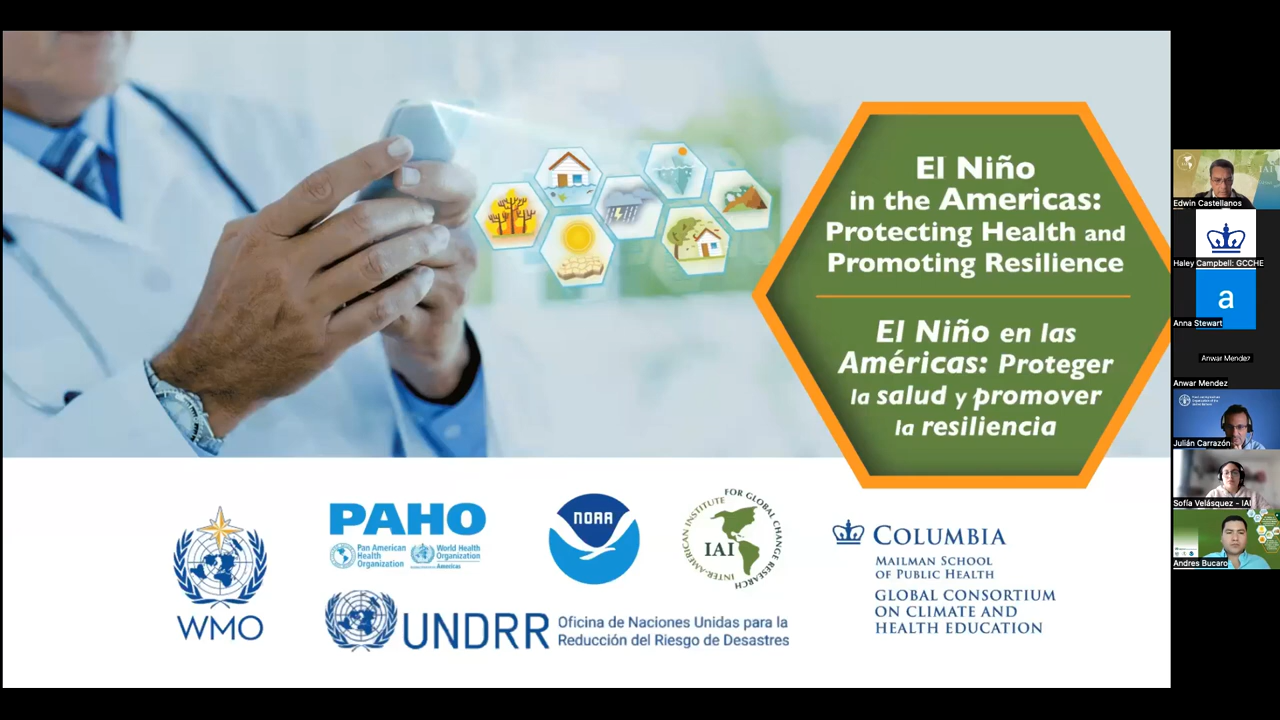 El Niño
in the Americas:
Protecting Health and
Promoting Resilience
El Niño en las
Américas: Proteger
la salud y promover
la resiliencia
WMO
PAHO
Pan American
Health
Organization
World Health
Organization
Americas
NOAA
INTER-AMERICAN INSTITUTE FOR GLOBAL CHANGE RESEARCH
IAI
COLUMBIA
MAILMAN SCHOOL
OF PUBLIC HEALTH
GLOBAL CONSORTIUM
ON CLIMATE AND
HEALTH EDUCATION
UNDRR
Oficina de Naciones Unidas para la
Reducción del Riesgo de Desastres
IAI
Edwin Castellanos
Haley Campbell: GCCHE
a
Anna Stewart
Anwar Mendez
Anwar Mendez
Julián Carrazón
Sofía Velásquez - IAI
Andres Bucaro